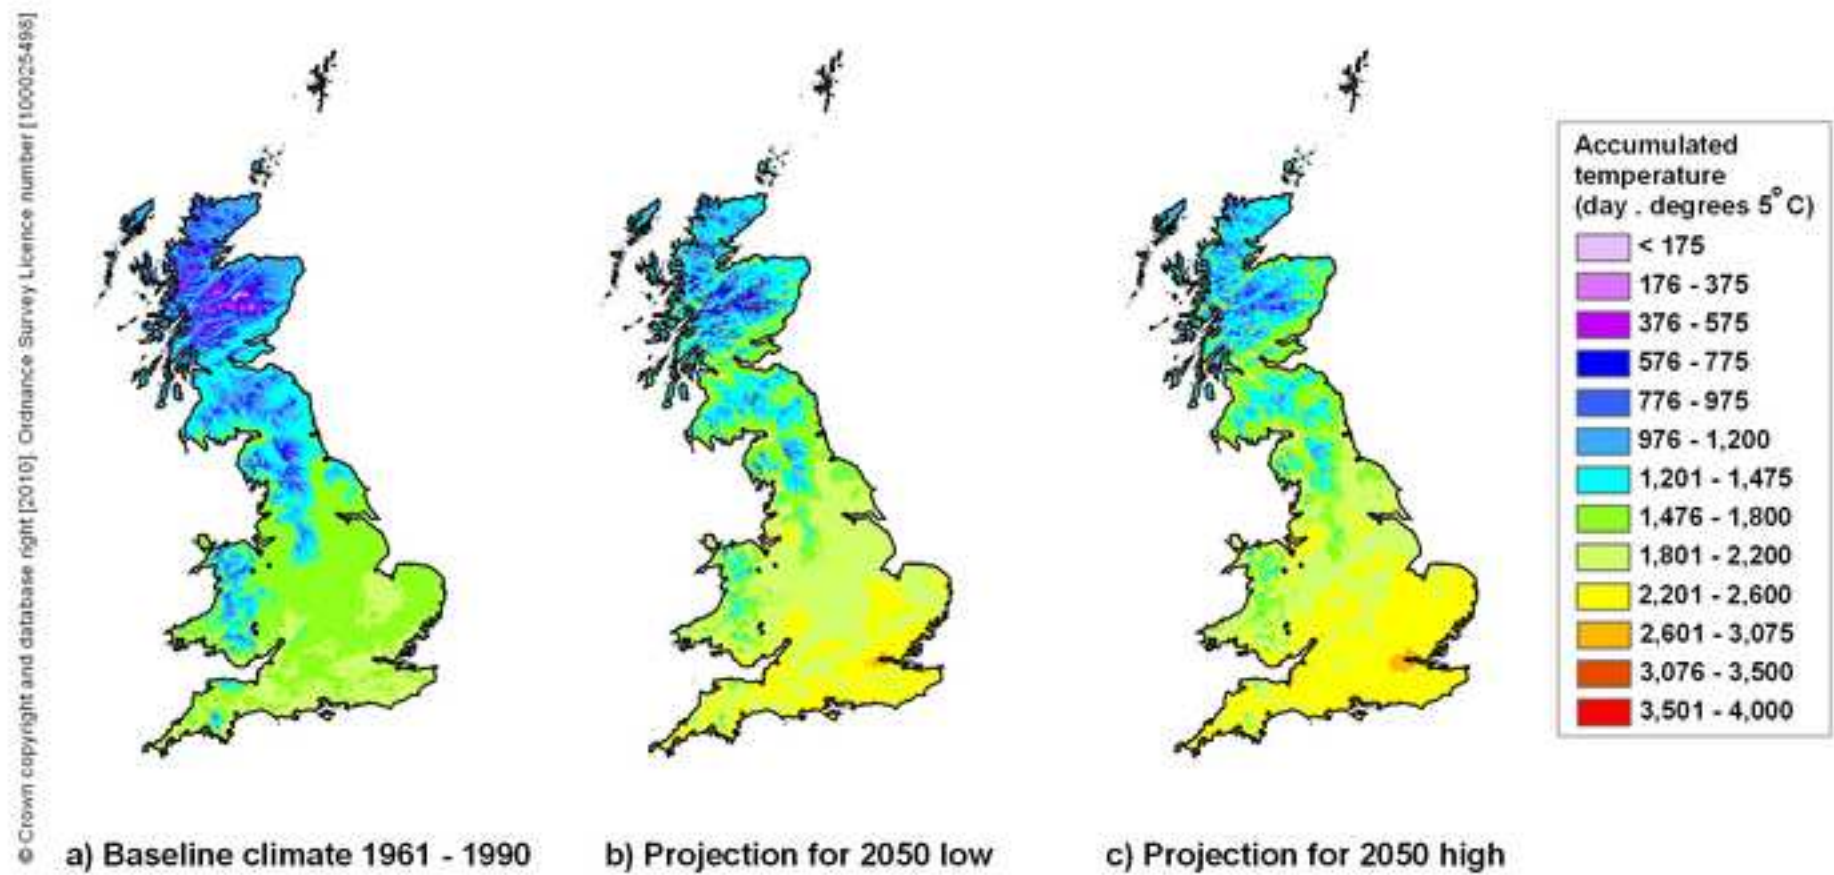 © Crown copyright and database right [2010] Ordnance Survey Licence number [100025498]
Accumulated
temperature
(day . degrees 5°C)
< 175
176 - 375
376 - 575
576 - 775
776 - 975
976 - 1,200
1,201 - 1,475
1,476 - 1,800
1,801 - 2,200
2,201 - 2,600
2,601 - 3,075
3,076 - 3,500
3,501 - 4,000
a) Baseline climate 1961 - 1990
b) Projection for 2050 low
c) Projection for 2050 high